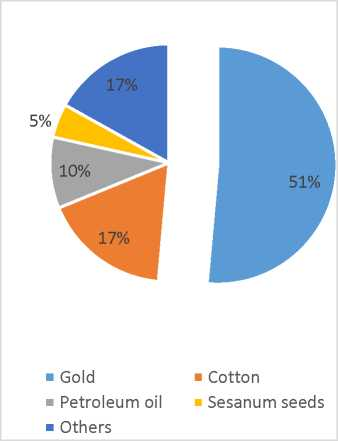 17%
5%
10%
51%
17%
Gold Cotton
Petroleum oil Sesanum seeds
Others